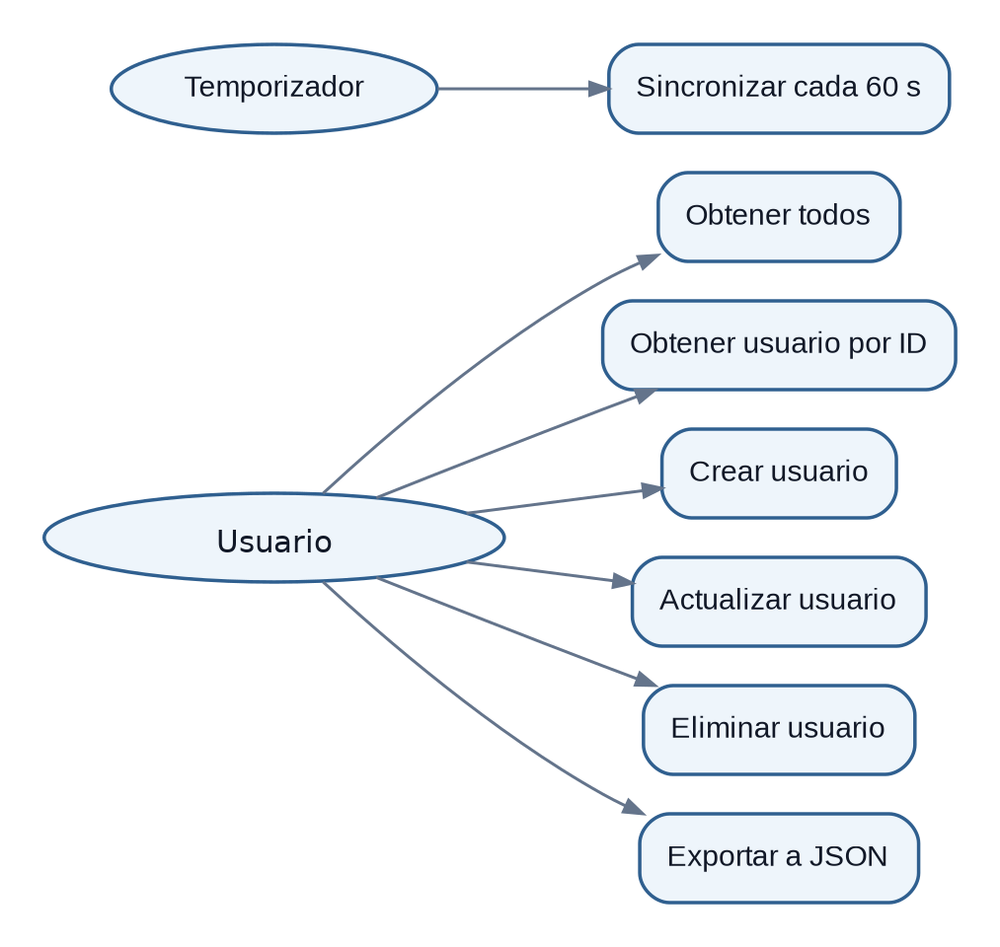 Temporizador
Sincronizar cada 60 s
Obtener todos
Obtener usuario por ID
Crear usuario
Usuario
Actualizar usuario
Eliminar usuario
Exportar a JSON